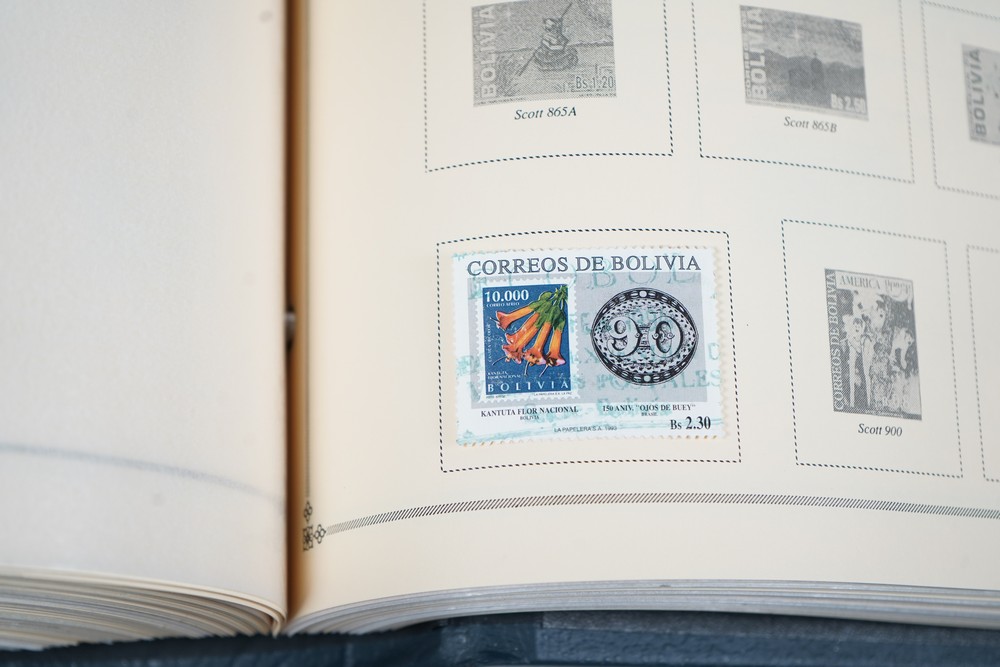 BOLIVIA
Bs 1.20
Scott 865A
BOLIVIA
Bs 2.50
Scott 865B
BOLIVIA
CORREOS DE BOLIVIA
10.000
CORREO AEREO
BOLIVIA
90
KANTUTA FLOR NACIONAL
BOLIVIA
150 ANIV. "OJOS DE BUEY"
BRASIL
LA PAPELERA S.A. 1993
Bs 2.30
AMERICA
CORREOS DE BOLIVIA
Scott 900